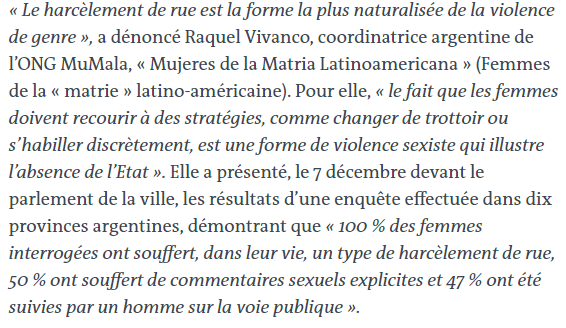 « Le harcèlement de rue est la forme la plus naturalisée de la violence
de genre », a dénoncé Raquel Vivanco, coordinatrice argentine de
l’ONG MuMala, « Mujeres de la Matria Latinoamericana » (Femmes
de la « matrie » latino-américaine). Pour elle, « le fait que les femmes
doivent recourir à des stratégies, comme changer de trottoir ou
s’habiller discrètement, est une forme de violence sexiste qui illustre
l’absence de l’Etat ». Elle a présenté, le 7 décembre devant le
parlement de la ville, les résultats d’une enquête effectuée dans dix
provinces argentines, démontrant que « 100 % des femmes
interrogées ont souffert, dans leur vie, un type de harcèlement de rue,
50 % ont souffert de commentaires sexuels explicites et 47 % ont été
suivies par un homme sur la voie publique ».